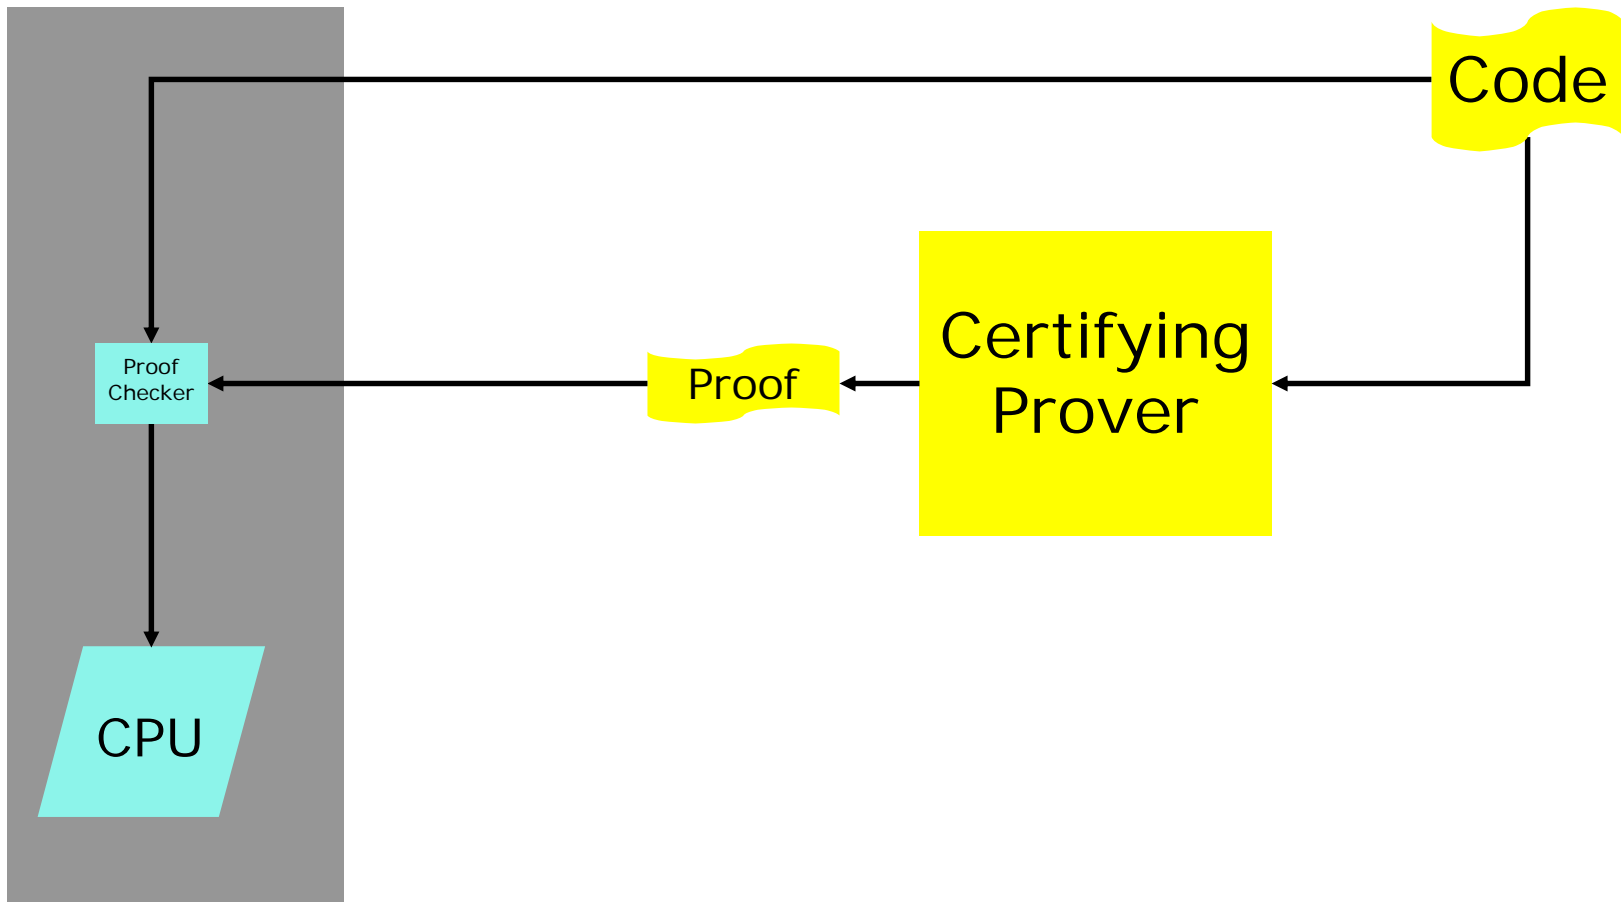 Code
Certifying
Prover
Proof
Proof
Checker
CPU